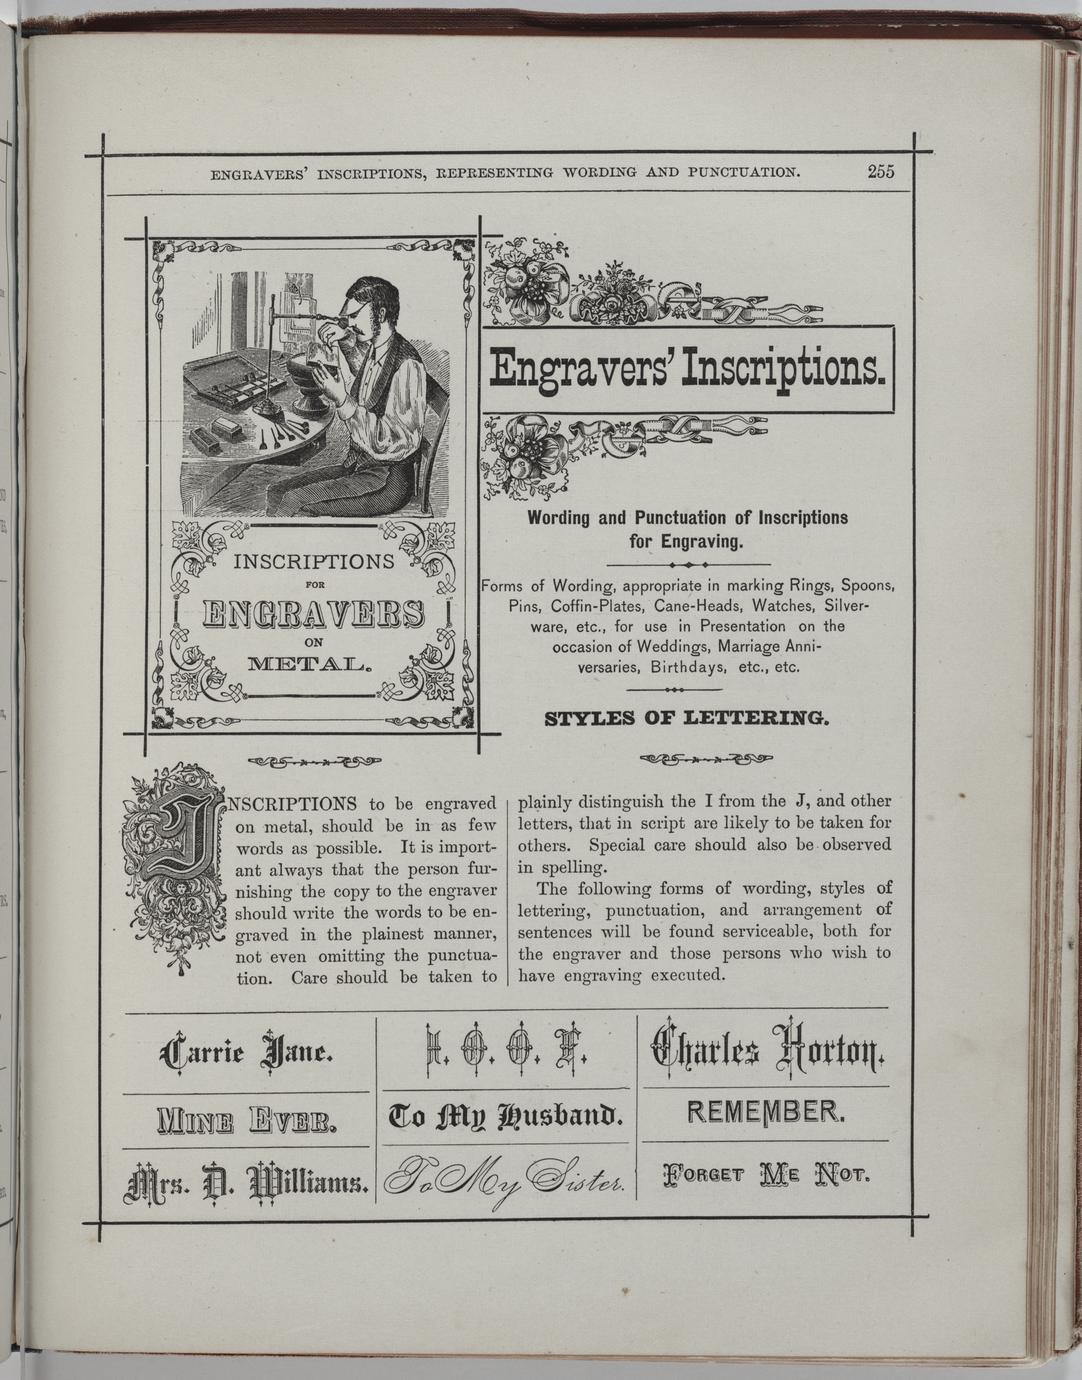 ENGRAVERS' INSCRIPTIONS, REPRESENTING WORDING AND PUNCTUATION. 255
INSCRIPTIONS
FOR
ENGRAVERS
ON
METAL.
Engravers' Inscriptions.
Wording and Punctuation of Inscriptions
for Engraving.
Forms of Wording, appropriate in marking Rings, Spoons,
Pins, Coffin-Plates, Cane-Heads, Watches, Silver-
ware, etc., for use in Presentation on the
occasion of Weddings, Marriage Anni-
versaries, Birthdays, etc., etc.
STYLES OF LETTERING.
INSCRIPTIONS to be engraved
on metal, should be in as few
words as possible. It is import-
ant always that the person fur-
nishing the copy to the engraver
should write the words to be en-
graved in the plainest manner,
not even omitting the punctua-
tion. Care should be taken to
plainly distinguish the I from the J, and other
letters, that in script are likely to be taken for
others. Special care should also be observed
in spelling.
The following forms of wording, styles of
lettering, punctuation, and arrangement of
sentences will be found serviceable, both for
the engraver and those persons who wish to
have engraving executed.
Carrie Jane.
MINE EVER.
Mrs. D. Williams.
I. O. O. F.
To My Husband.
To My Sister.
Charles Horton.
REMEMBER.
FORGET ME NOT.